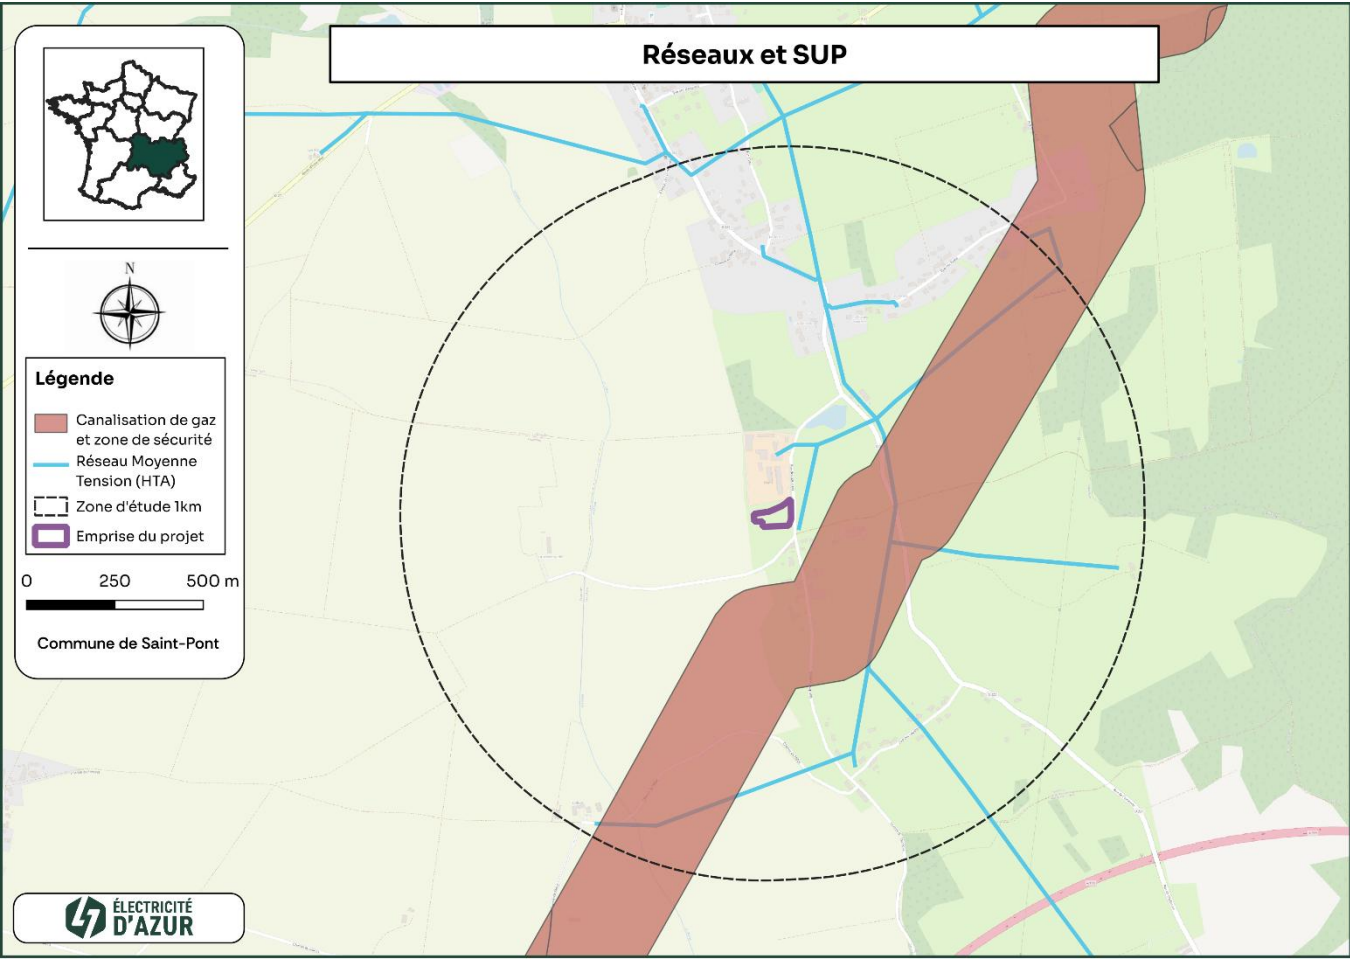 Réseaux et SUP
N
Légende
Canalisation de gaz
et zone de sécurité
Réseau Moyenne
Tension (HTA)
Zone d'étude 1km
Emprise du projet
0 250 500 m
Commune de Saint-Pont
ÉLECTRICITÉ
D'AZUR